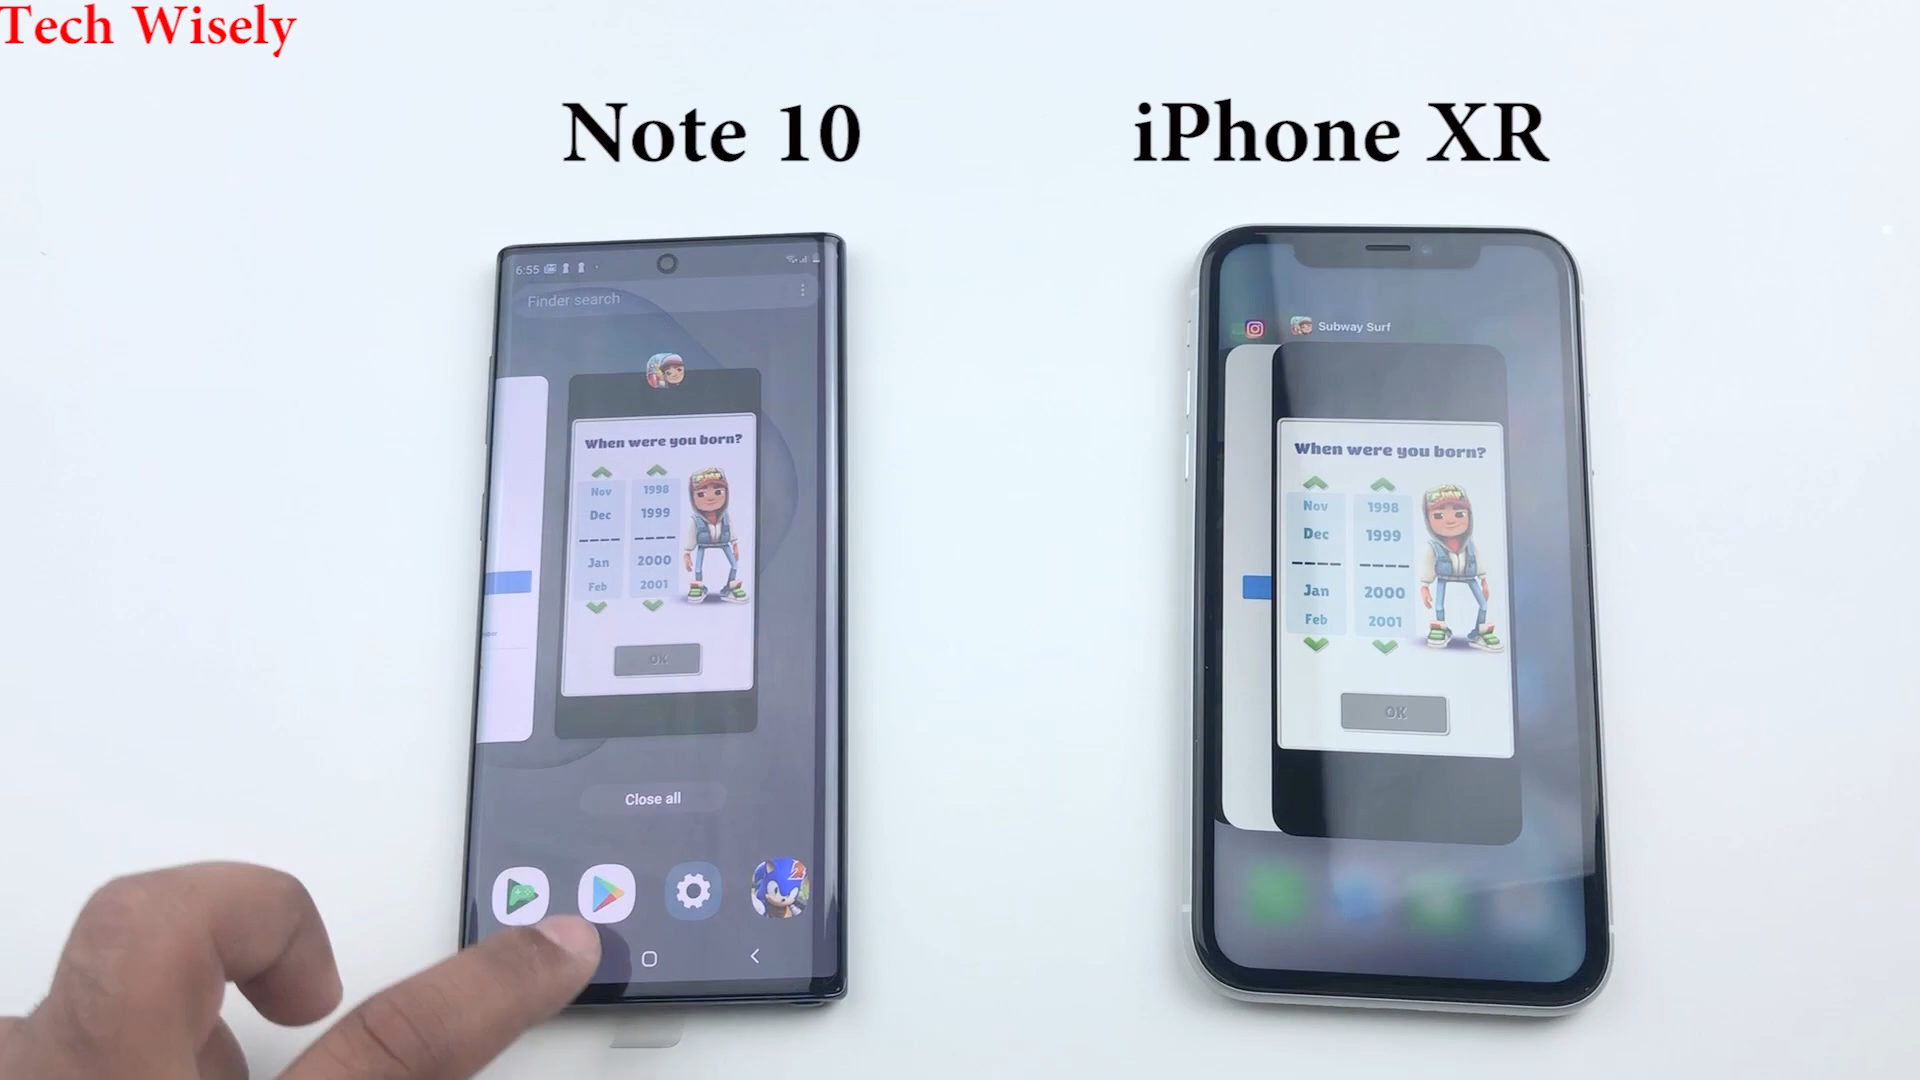 Tech Wisely
Note 10
iPhone XR
6:55
Finder search
When were you born?
Nov 1998
Dec 1999
Jan 2000
Feb 2001
OK
Close all
Subway Surf
When were you born?
Nov 1998
Dec 1999
Jan 2000
Feb 2001
OK